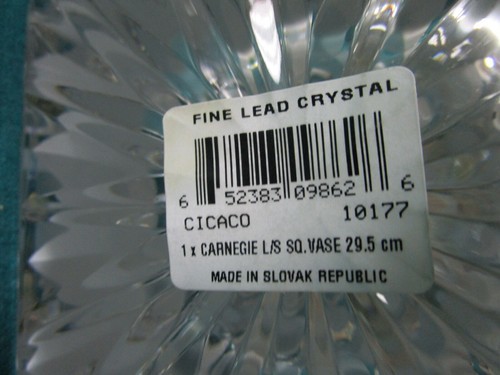 FINE LEAD CRYSTAL
6 52383 09862 6
CICACO 10177
1 x CARNEGIE L/S SQ.VASE 29.5 cm
MADE IN SLOVAK REPUBLIC